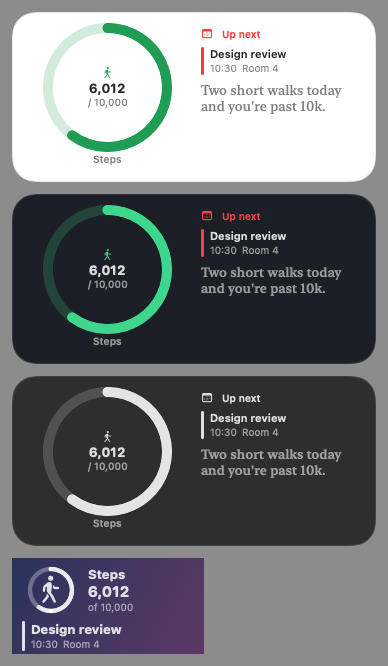 6,012
/ 10,000
Steps
Up next
Design review
10:30 Room 4
Two short walks today
and you're past 10k.
6,012
/ 10,000
Steps
Up next
Design review
10:30 Room 4
Two short walks today
and you're past 10k.
6,012
/ 10,000
Steps
Up next
Design review
10:30 Room 4
Two short walks today
and you're past 10k.
Steps
6,012
of 10,000
Design review
10:30 Room 4